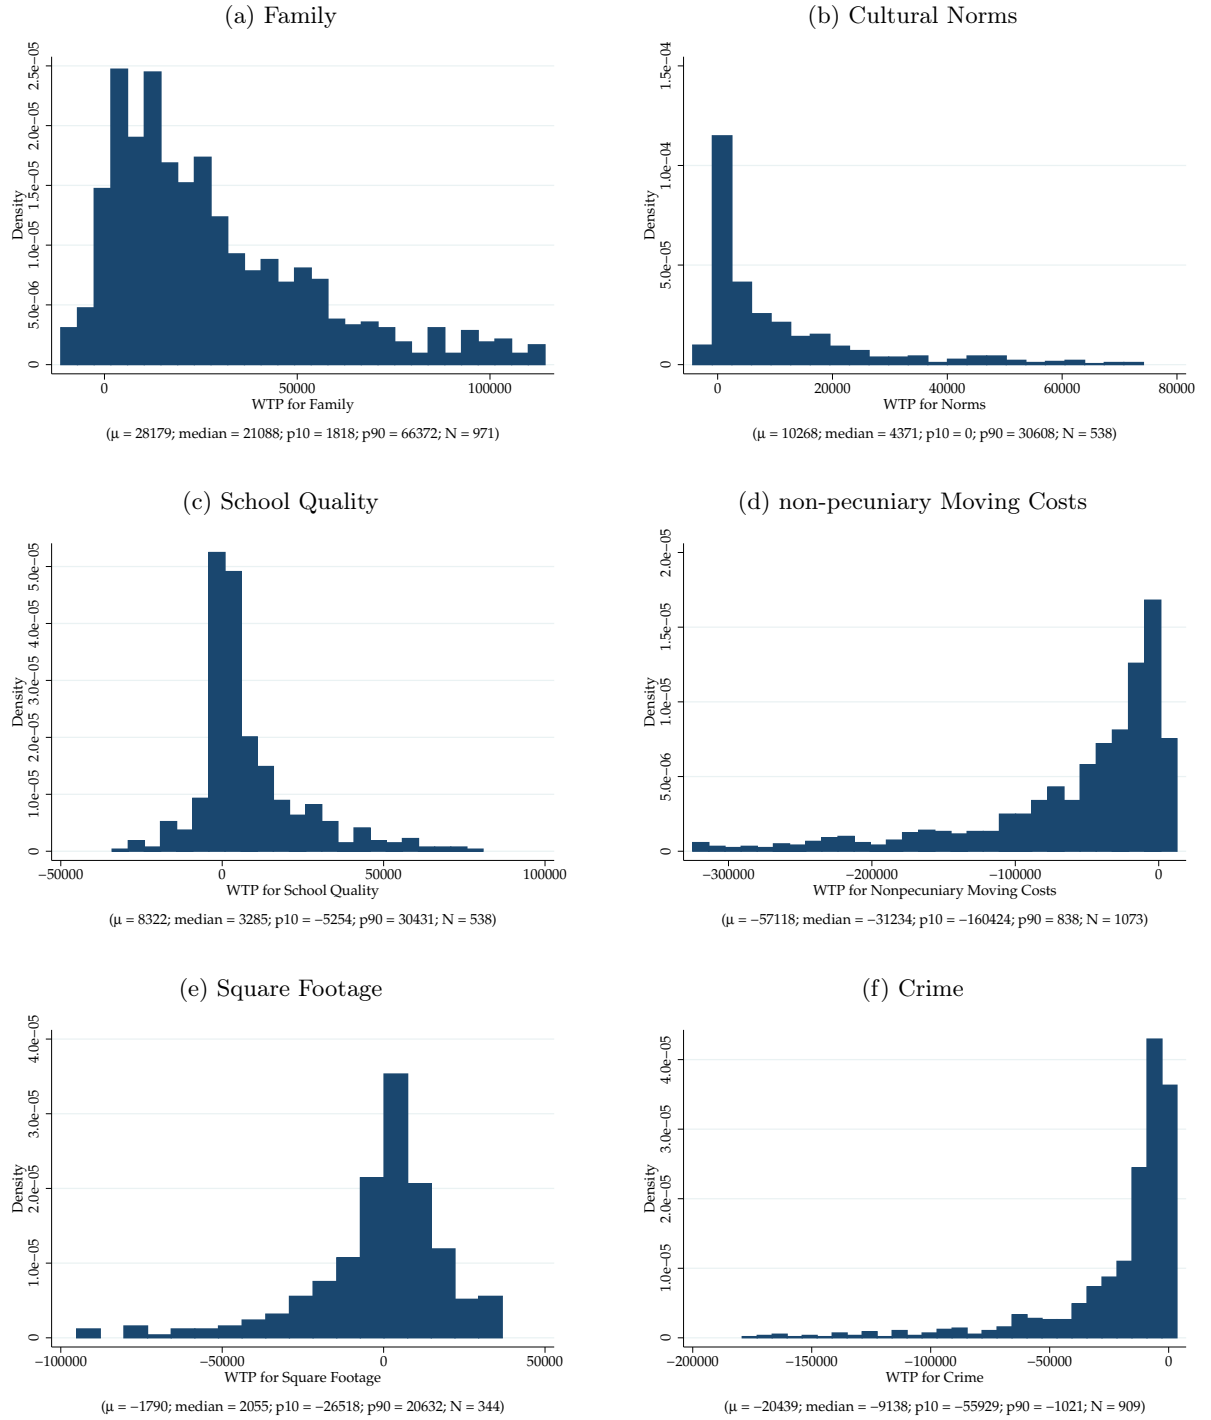 (a) Family
(b) Cultural Norms
Density
0
5.0e−06
1.0e−05
1.5e−05
2.0e−05
2.5e−05
0
50000
100000
WTP for Family
(μ = 28179; median = 21088; p10 = 1818; p90 = 66372; N = 971)
Density
0
5.0e−05
1.0e−04
1.5e−04
0
20000
40000
60000
80000
WTP for Norms
(μ = 10268; median = 4371; p10 = 0; p90 = 30608; N = 538)
(c) School Quality
(d) non-pecuniary Moving Costs
Density
0
1.0e−05
2.0e−05
3.0e−05
4.0e−05
5.0e−05
−50000
0
50000
100000
WTP for School Quality
(μ = 8322; median = 3285; p10 = −5254; p90 = 30431; N = 538)
Density
0
5.0e−06
1.0e−05
1.5e−05
2.0e−05
−300000
−200000
−100000
0
WTP for Nonpecuniary Moving Costs
(μ = −57118; median = −31234; p10 = −160424; p90 = 838; N = 1073)
(e) Square Footage
(f) Crime
Density
0
1.0e−05
2.0e−05
3.0e−05
4.0e−05
−100000
−50000
0
50000
WTP for Square Footage
(μ = −1790; median = 2055; p10 = −26518; p90 = 20632; N = 344)
Density
0
1.0e−05
2.0e−05
3.0e−05
4.0e−05
−200000
−150000
−100000
−50000
0
WTP for Crime
(μ = −20439; median = −9138; p10 = −55929; p90 = −1021; N = 909)